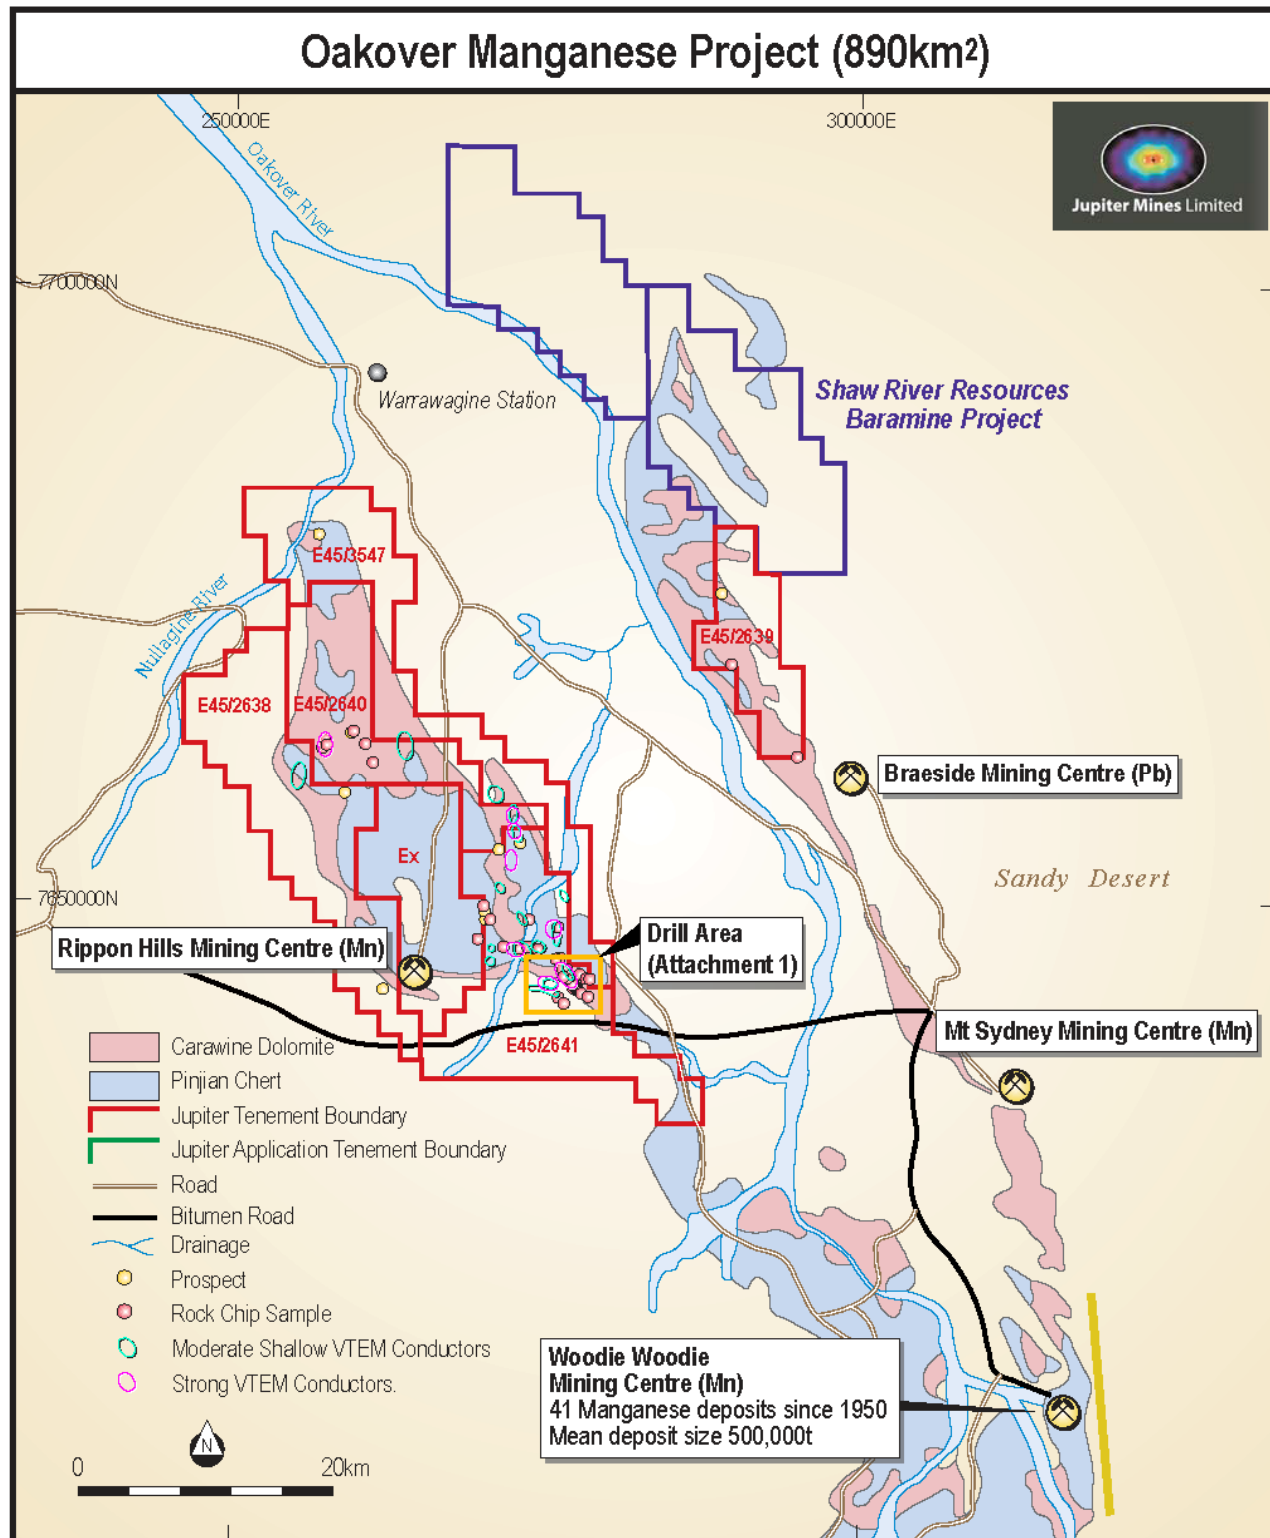 Oakover Manganese Project (890km²)
250000E
300000E
Jupiter Mines Limited
Oakover River
7700000N
Warrawagine Station
Shaw River Resources
Baramine Project
E45/3547
Nullagine River
E45/2639
E45/2638
E45/2640
Braeside Mining Centre (Pb)
Ex
Sandy Desert
7650000N
Rippon Hills Mining Centre (Mn)
Drill Area
(Attachment 1)
Mt Sydney Mining Centre (Mn)
E45/2641
Carawine Dolomite
Pinjian Chert
Jupiter Tenement Boundary
Jupiter Application Tenement Boundary
Road
Bitumen Road
Drainage
Prospect
Rock Chip Sample
Moderate Shallow VTEM Conductors
Strong VTEM Conductors.
Woodie Woodie
Mining Centre (Mn)
41 Manganese deposits since 1950
Mean deposit size 500,000t
N
0
20km